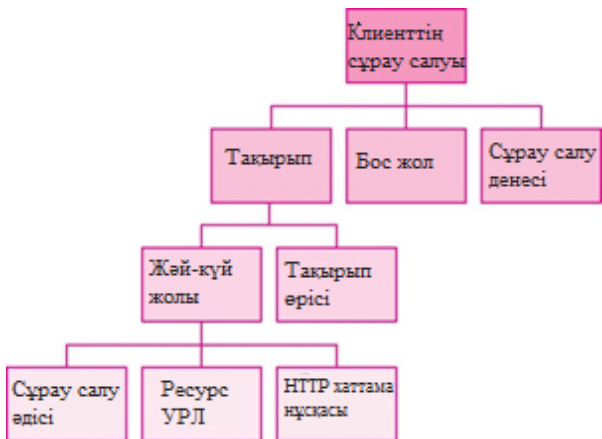 Клиенттің
сұрау салуы
Тақырып
Бос жол
Сұрау салу
денесі
Жәй-күй
жолы
Тақырып
өрісі
Сұрау салу
әдісі
Ресурс
УРЛ
HTTP хаттама
нұсқасы